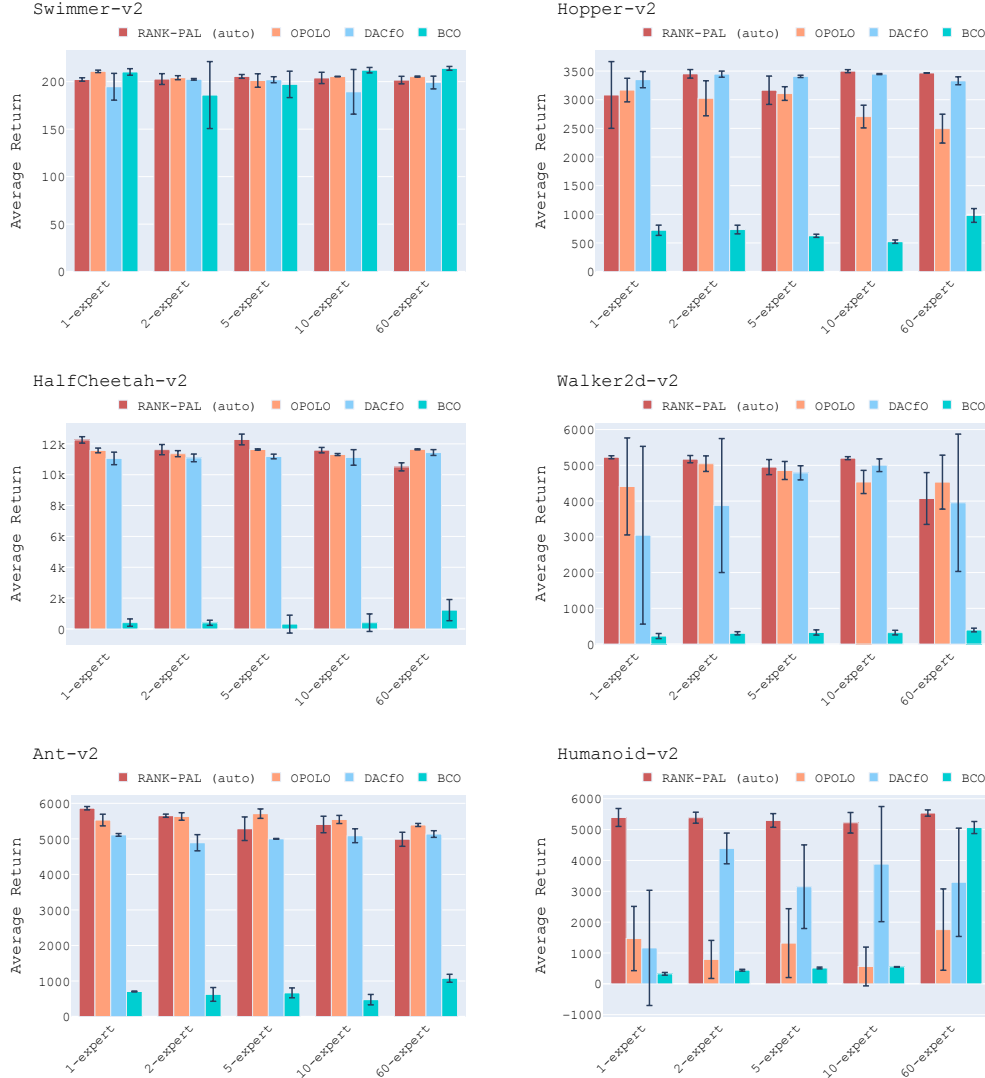 Swimmer-v2
RANK-PAL (auto) OPOLO DACfO BCO
Average Return
200
150
100
50
0
1-expert 2-expert 5-expert 10-expert 60-expert
Hopper-v2
RANK-PAL (auto) OPOLO DACfO BCO
Average Return
3500
3000
2500
2000
1500
1000
500
0
1-expert 2-expert 5-expert 10-expert 60-expert
HalfCheetah-v2
RANK-PAL (auto) OPOLO DACfO BCO
Average Return
12k
10k
8k
6k
4k
2k
0
1-expert 2-expert 5-expert 10-expert 60-expert
Walker2d-v2
RANK-PAL (auto) OPOLO DACfO BCO
Average Return
6000
5000
4000
3000
2000
1000
0
1-expert 2-expert 5-expert 10-expert 60-expert
Ant-v2
RANK-PAL (auto) OPOLO DACfO BCO
Average Return
6000
5000
4000
3000
2000
1000
0
1-expert 2-expert 5-expert 10-expert 60-expert
Humanoid-v2
RANK-PAL (auto) OPOLO DACfO BCO
Average Return
6000
5000
4000
3000
2000
1000
0
−1000
1-expert 2-expert 5-expert 10-expert 60-expert